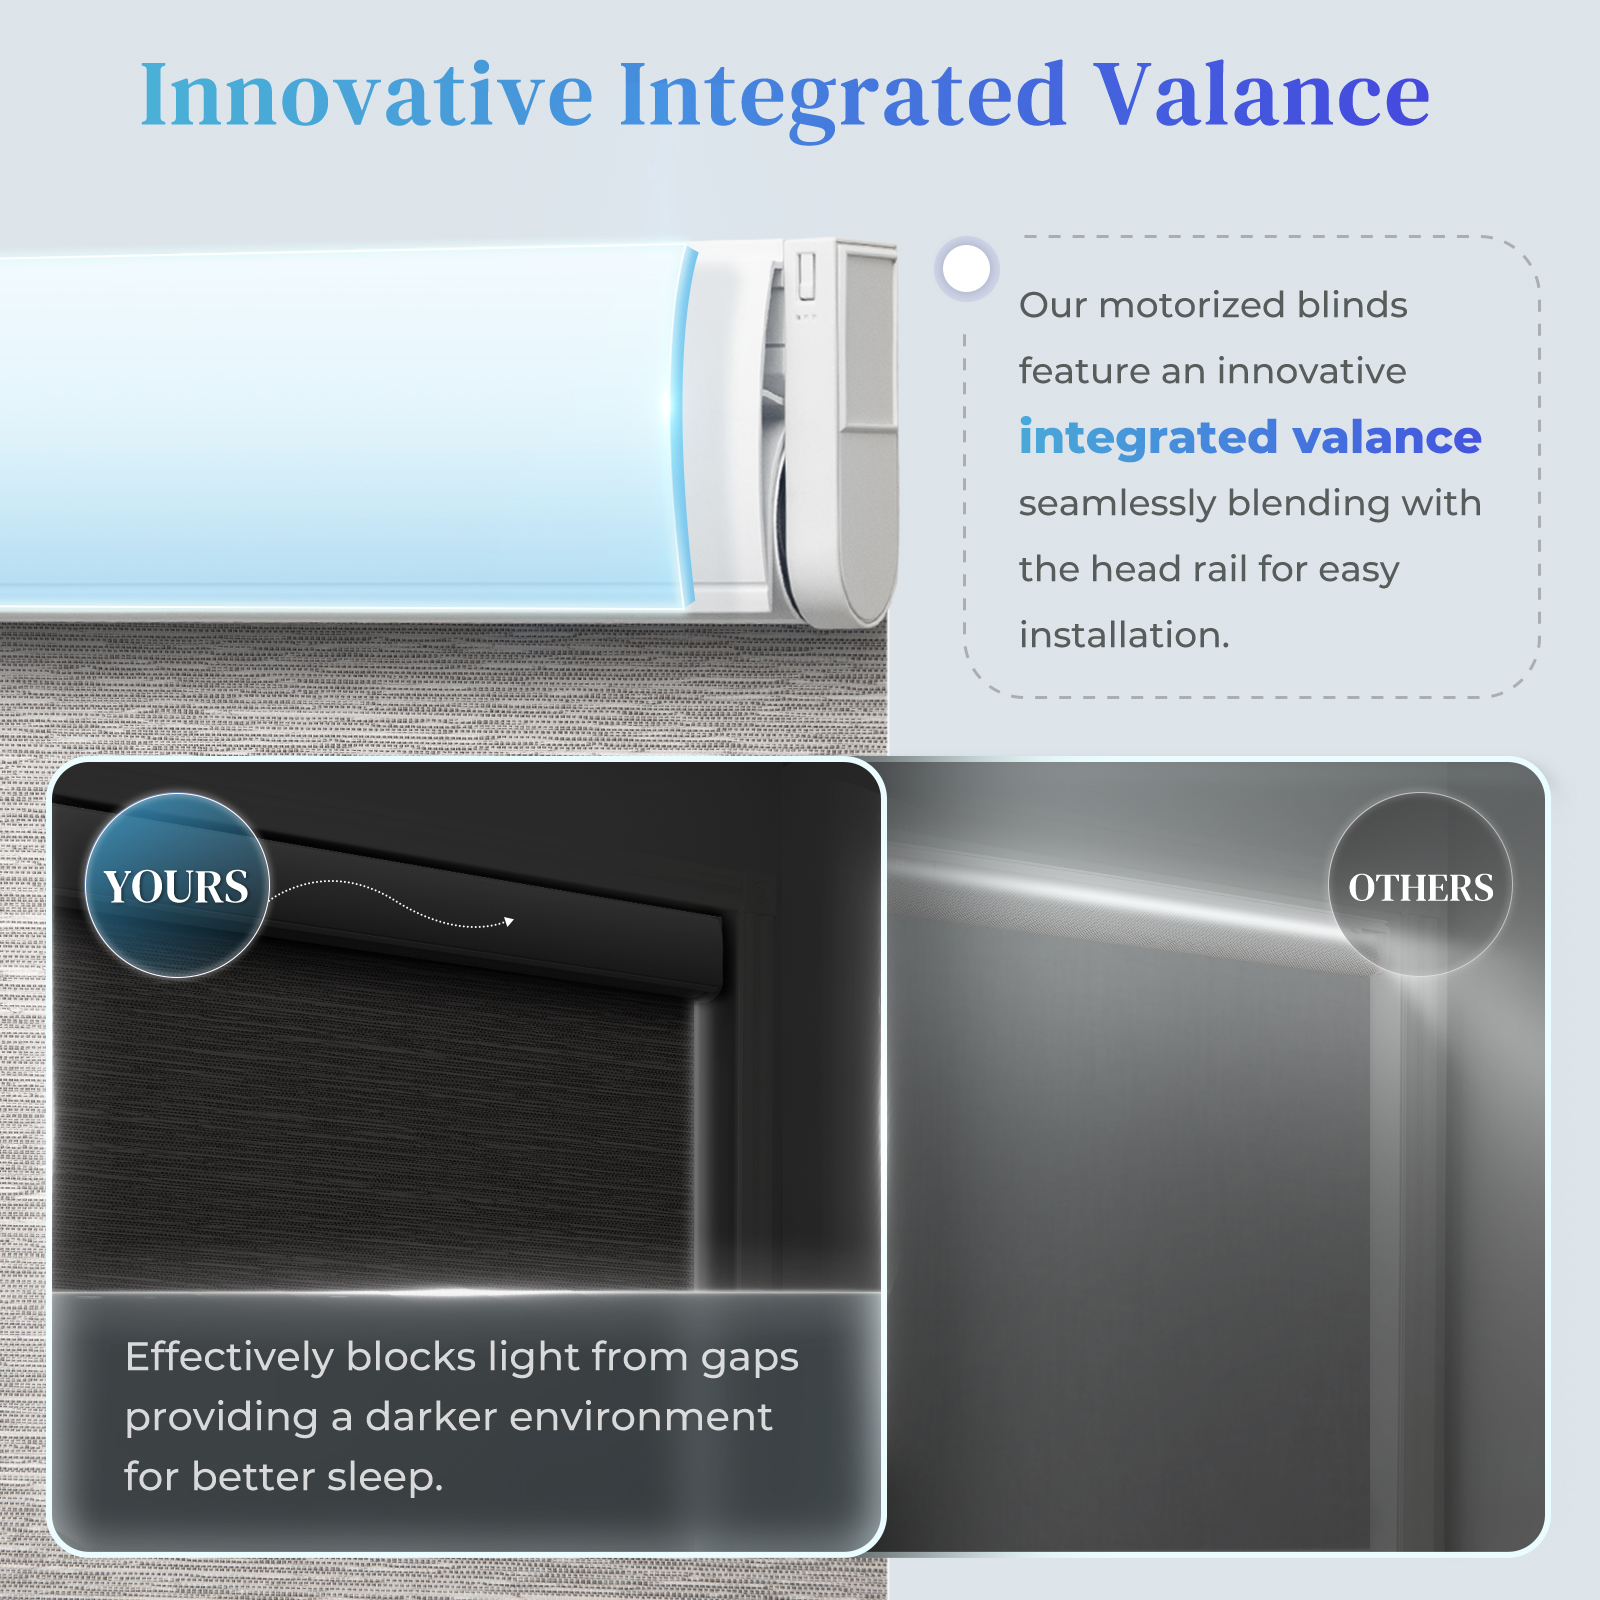 Innovative Integrated Valance
Our motorized blinds
feature an innovative
integrated valance
seamlessly blending with
the head rail for easy
installation.
YOURS
OTHERS
Effectively blocks light from gaps
providing a darker environment
for better sleep.